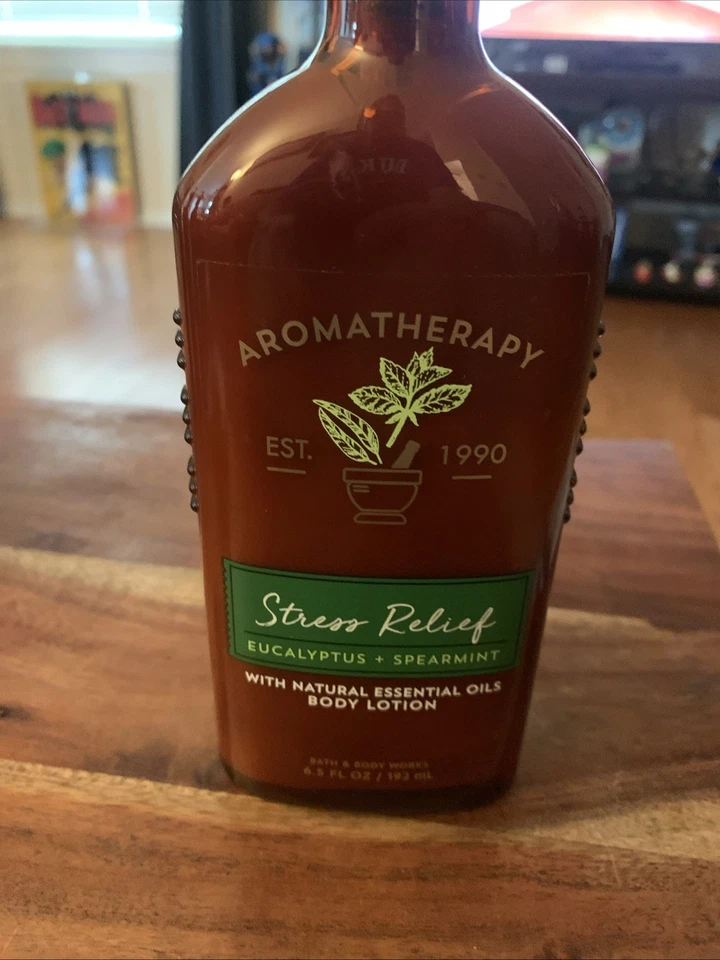 AROMATHERAPY
EST. 1990
Stress Relief
EUCALYPTUS + SPEARMINT
WITH NATURAL ESSENTIAL OILS
BODY LOTION
BATH & BODY WORKS
6.5 FL OZ / 192 mL